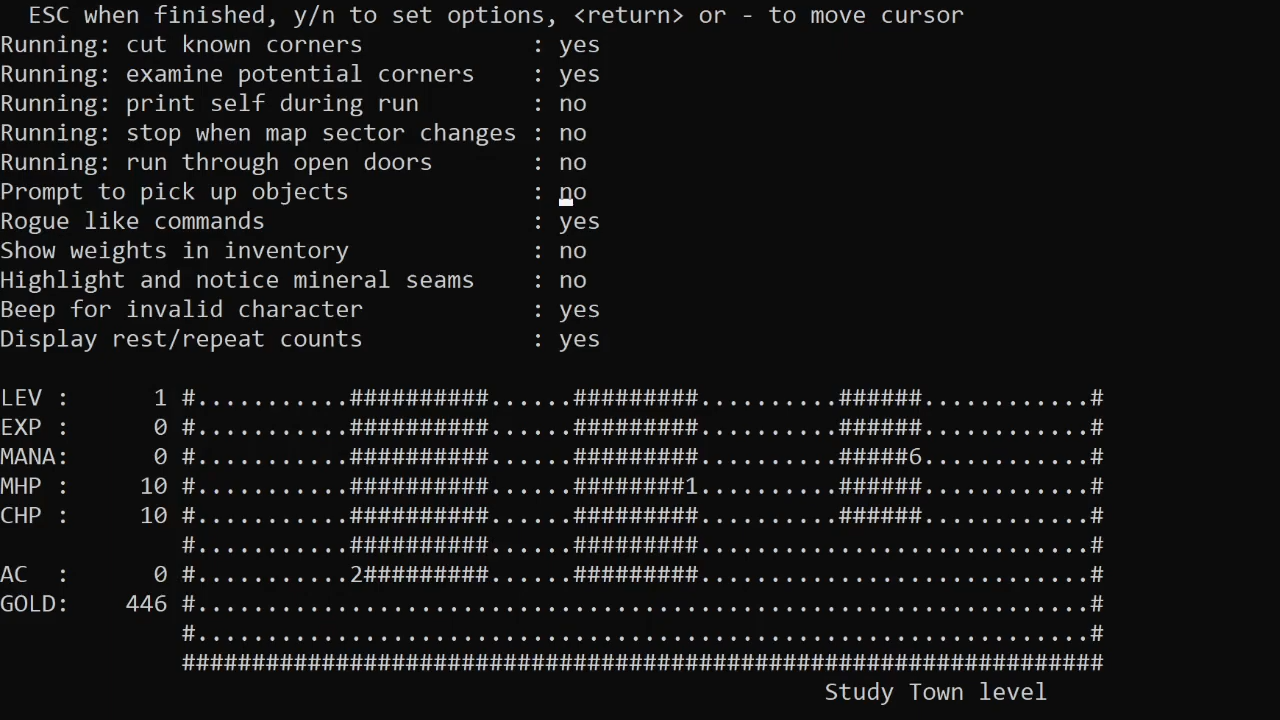 ESC when finished, y/n to set options, <return> or - to move cursor
Running: cut known corners : yes
Running: examine potential corners : yes
Running: print self during run : no
Running: stop when map sector changes : no
Running: run through open doors : no
Prompt to pick up objects : no
Rogue like commands : yes
Show weights in inventory : no
Highlight and notice mineral seams : no
Beep for invalid character : yes
Display rest/repeat counts : yes
LEV :      1 #...........##########......#########..........######............#
EXP :      0 #...........##########......#########..........######............#
MANA:      0 #...........##########......#########..........#####6............#
MHP :     10 #...........##########......########1..........######............#
CHP :     10 #...........##########......#########..........######............#
             #...........##########......#########............................#
AC  :      0 #...........2#########......#########............................#
GOLD:    446 #................................................................#
             #................................................................#
             ##################################################################
Study Town level